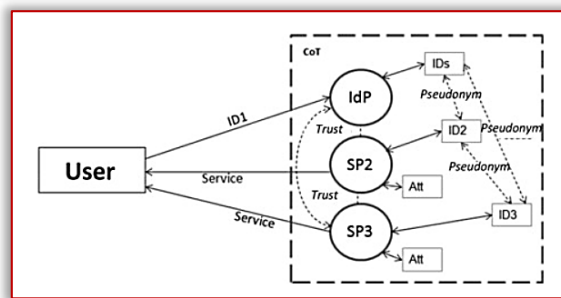 CoT
IDs
IdP
Pseudonym
ID1
Trust
ID2
Pseudonym
User
SP2
Pseudonym
Service
Att
Trust
ID3
Service
SP3
Att